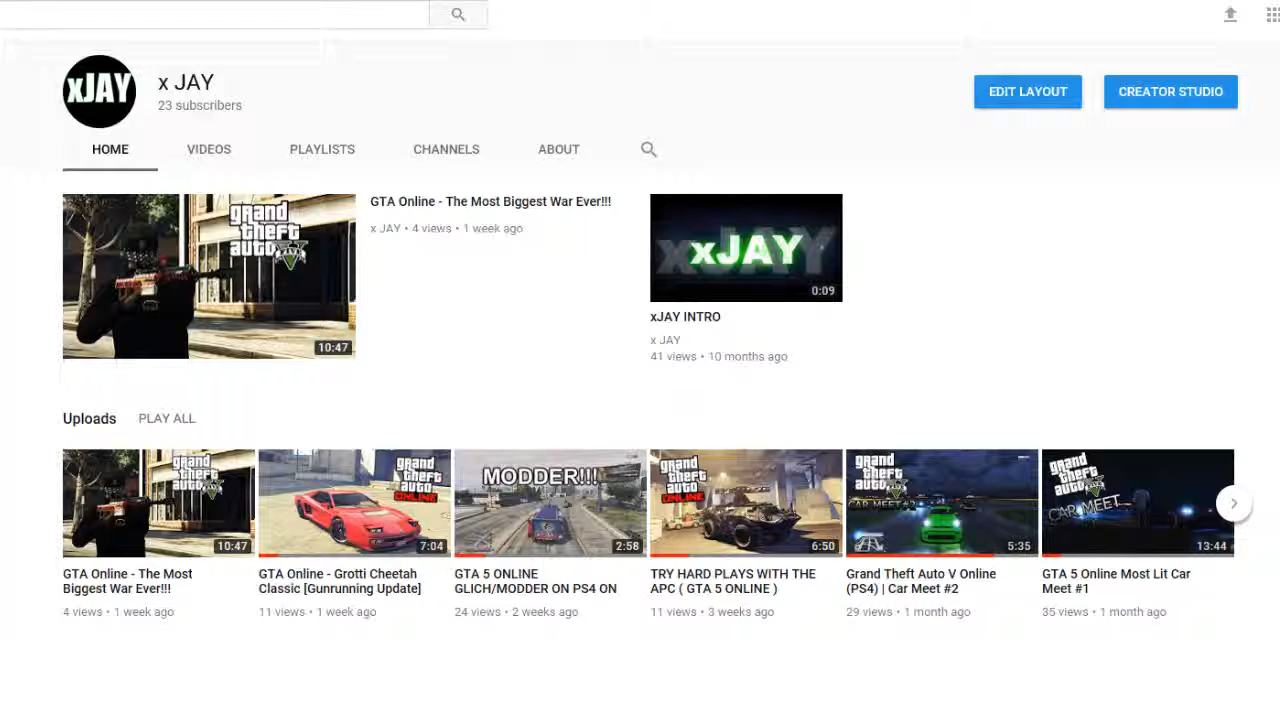 xJAY
x JAY
23 subscribers
EDIT LAYOUT
CREATOR STUDIO
HOME
VIDEOS
PLAYLISTS
CHANNELS
ABOUT
grand
theft
auto
V
10:47
GTA Online - The Most Biggest War Ever!!!
x JAY • 4 views • 1 week ago
xJAY
0:09
xJAY INTRO
x JAY
41 views • 10 months ago
Uploads
PLAY ALL
grand
theft
auto
10:47
GTA Online - The Most
Biggest War Ever!!!
4 views • 1 week ago
grand
theft
auto
ONLINE
7:04
GTA Online - Grotti Cheetah
Classic [Gunrunning Update]
11 views • 1 week ago
MODDER!!!
2:58
GTA 5 ONLINE
GLICH/MODDER ON PS4 ON
24 views • 2 weeks ago
grand
theft
auto
ONLINE
6:50
TRY HARD PLAYS WITH THE
APC ( GTA 5 ONLINE )
11 views • 3 weeks ago
grand
theft
auto
CAR MEET #2
5:35
Grand Theft Auto V Online
(PS4) | Car Meet #2
29 views • 1 month ago
grand
theft
auto
CAR MEET
13:44
GTA 5 Online Most Lit Car
Meet #1
35 views • 1 month ago